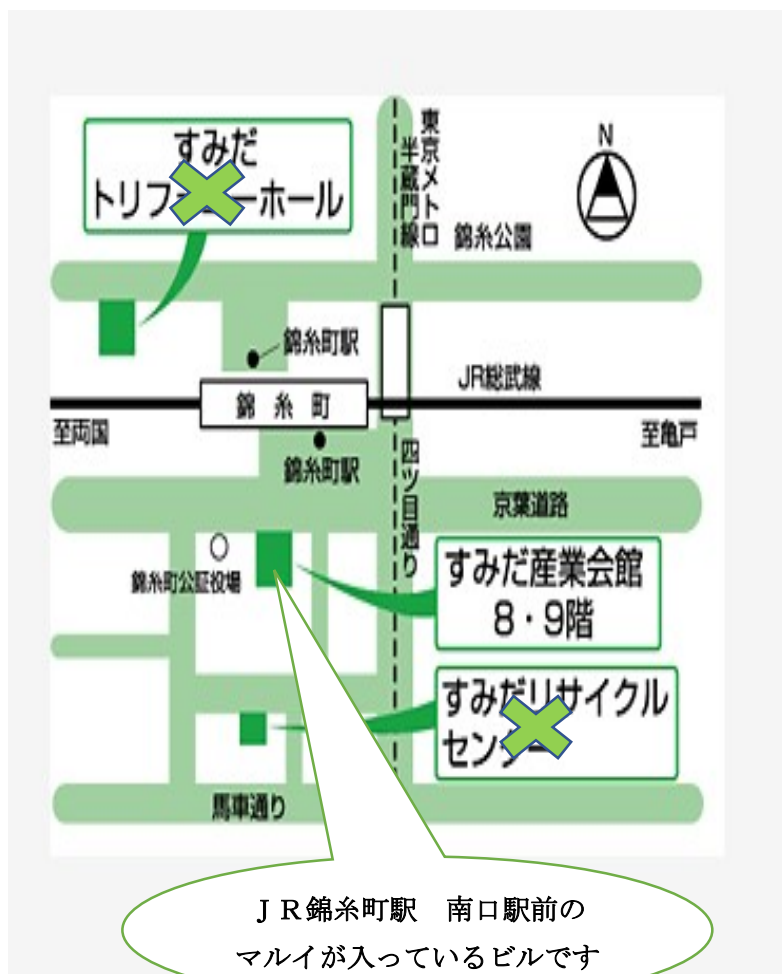 すみだ
トリフォニーホール
東京メトロ
半蔵門線
N
錦糸公園
錦糸町駅
JR総武線
錦糸町
至両国
至亀戸
錦糸町駅
四ツ目通り
京葉道路
錦糸町公証役場
すみだ産業会館
8・9階
すみだリサイクル
センター
馬車通り
ＪＲ錦糸町駅　南口駅前の
マルイが入っているビルです